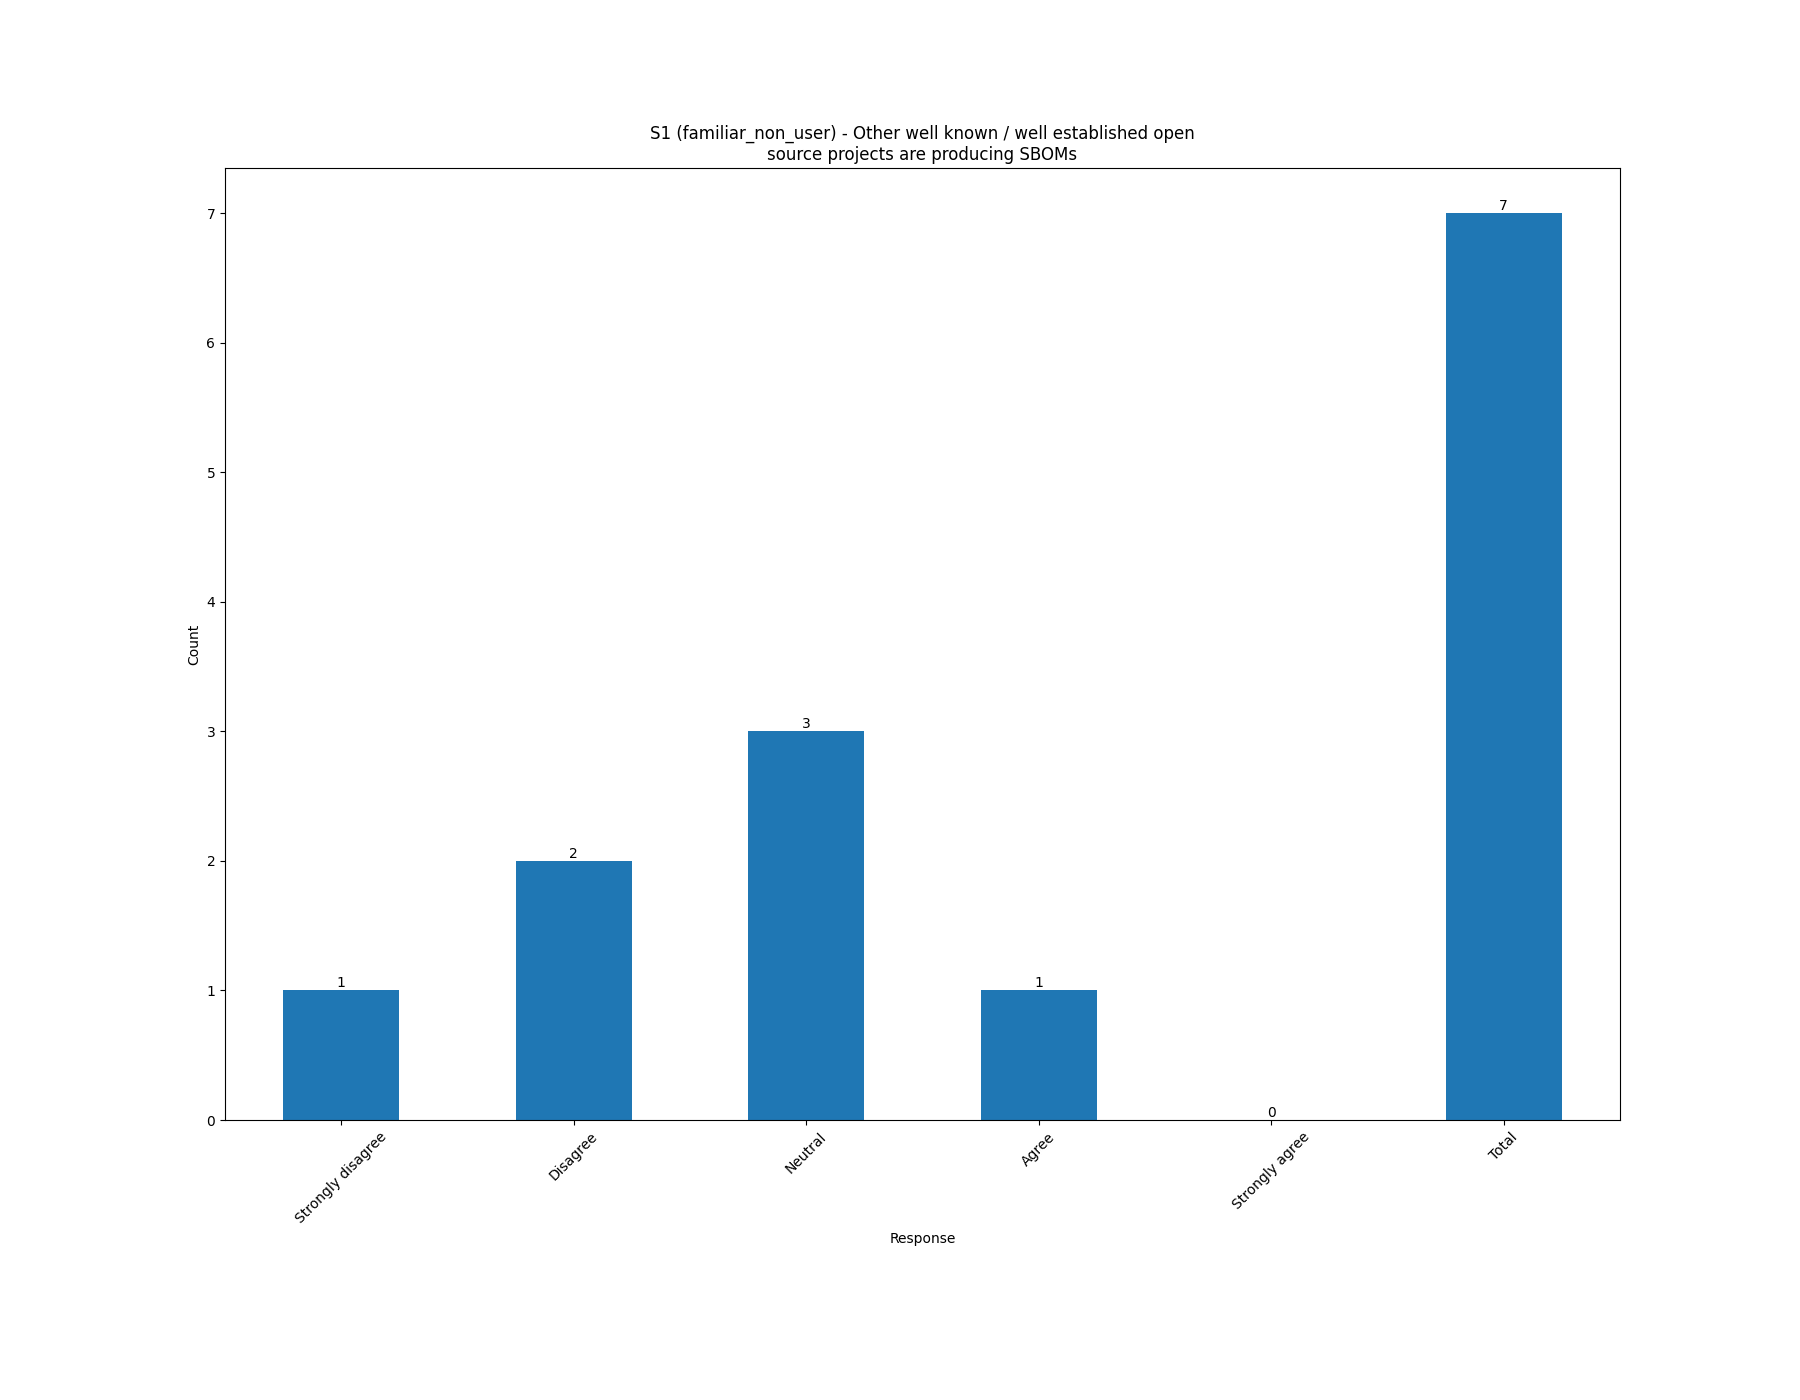 S1 (familiar_non_user) - Other well known / well established open
source projects are producing SBOMs
7
6
5
4
3
2
1
0
Count
1
2
3
1
0
7
Strongly disagree
Disagree
Neutral
Agree
Strongly agree
Total
Response